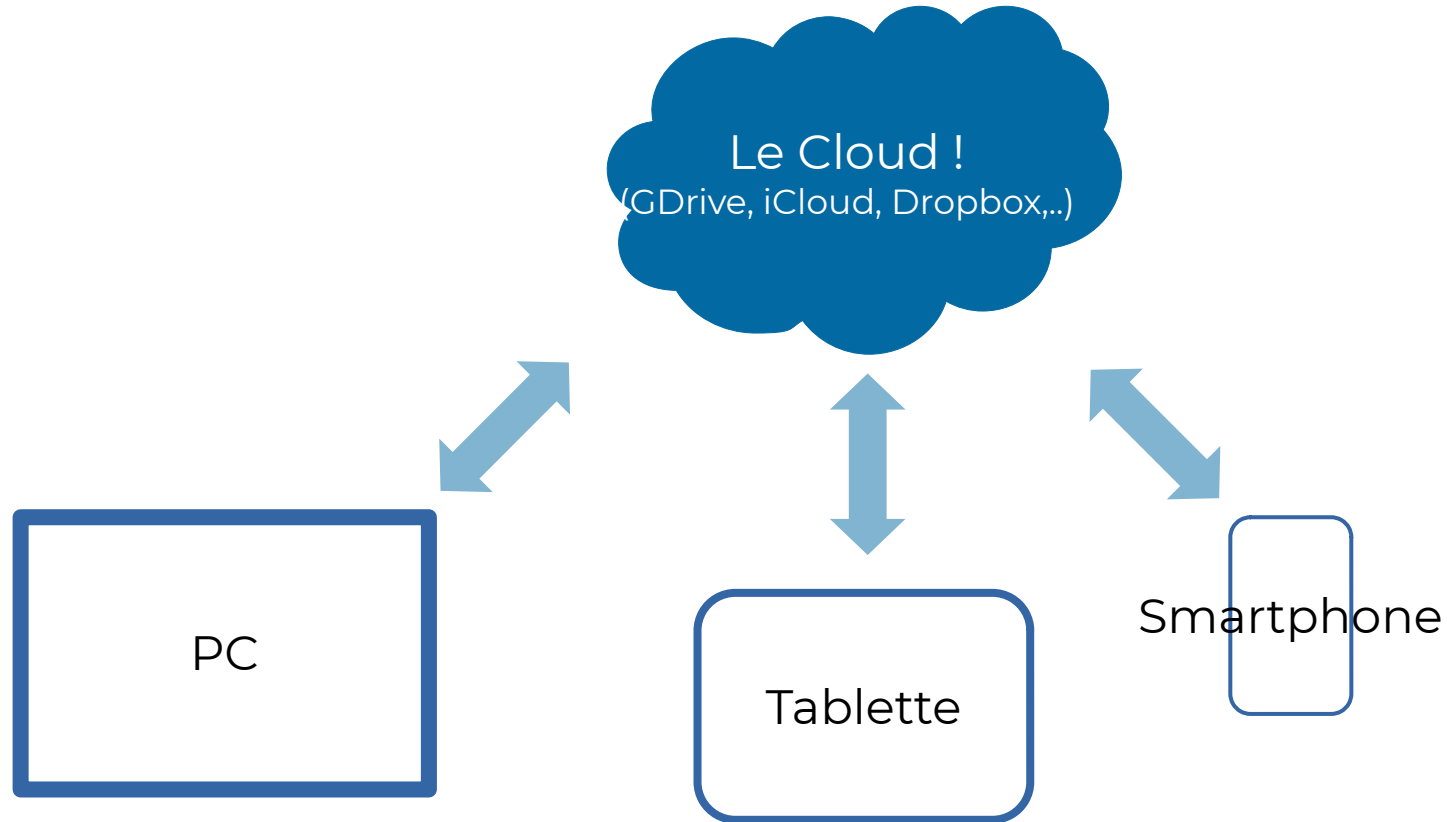 Le Cloud !
(GDrive, iCloud, Dropbox,..)
PC
Tablette
Smartphone